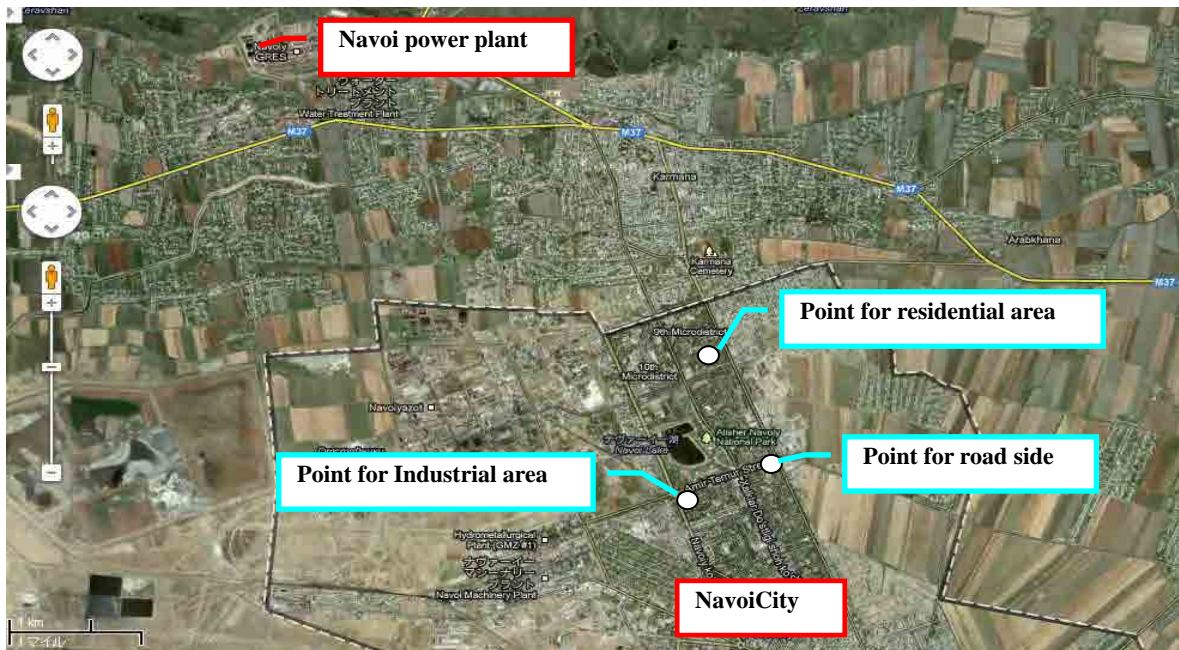 Zeravshan
Zeravshan
Navoi power plant
Navoiy
GRES
ウォーター
トリートメント
プラント
Water Treatment Plant
M37
M37
M37
M37
Karmana
Arabkhana
Karmana
Cemetery
Point for residential area
9th Microdistrict
10th
Microdistrict
Navoiyazot
ナヴァーイー湖
Navoi Lake
Alisher Navoiy
National Park
Point for Industrial area
Point for road side
Amir Temur
Hydrometallurgical
Plant (GMZ #1)
ナヴァーイー
マシーナリー
プラント
Navoi Machinery Plant
NavoiCity
1 km
1 マイル